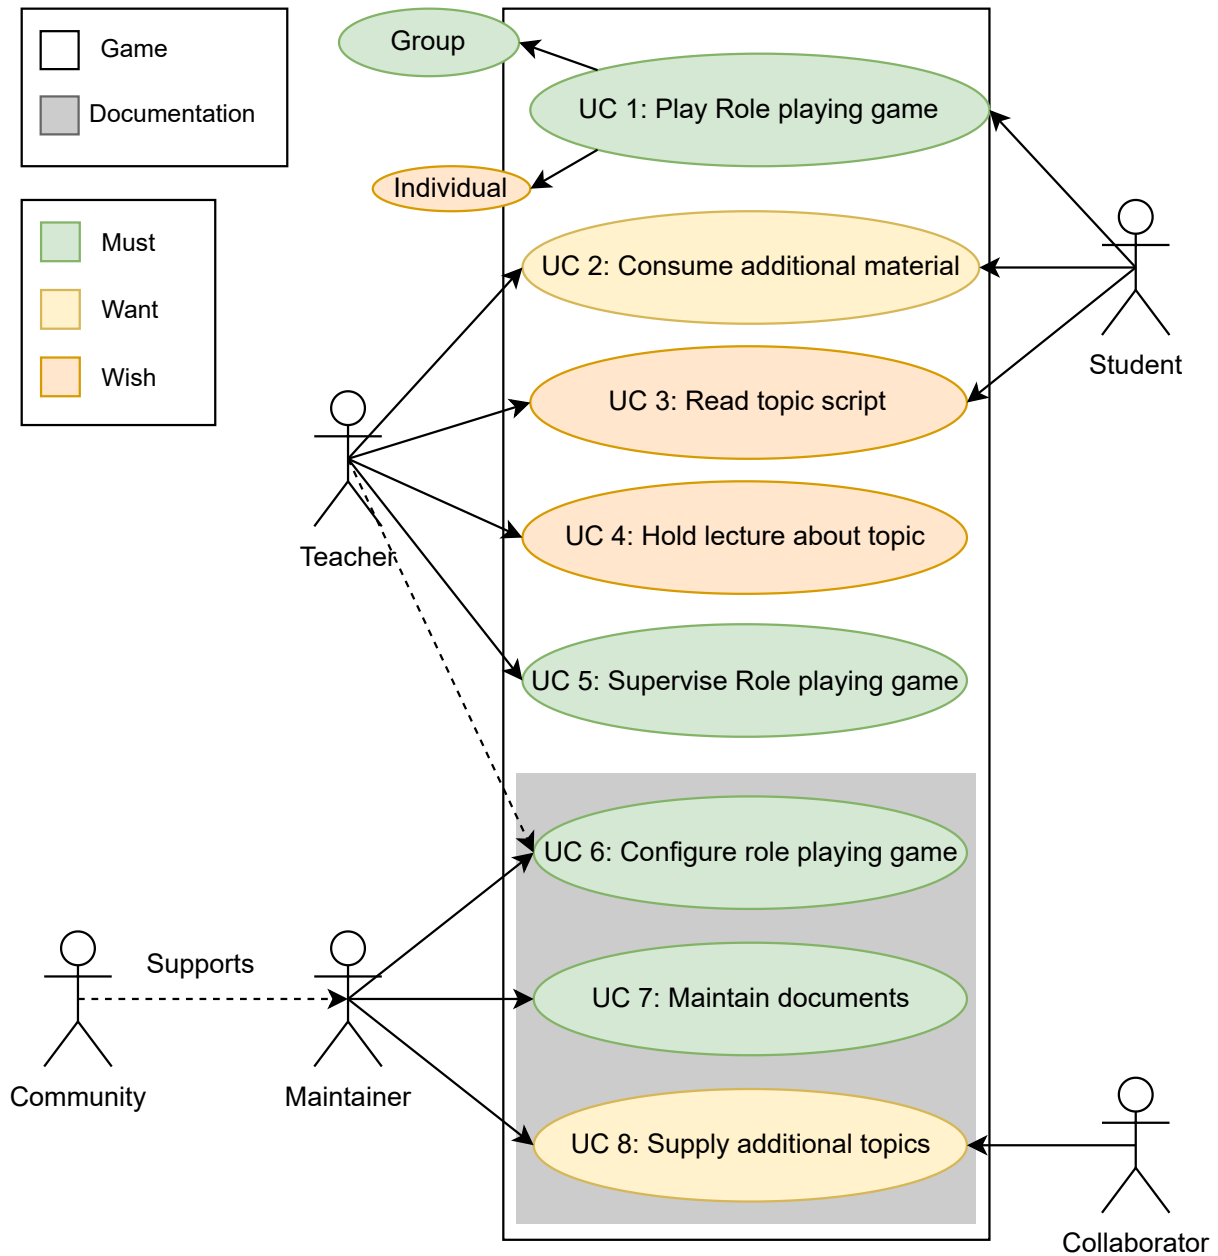 Game
Documentation
Must
Want
Wish
Group
UC 1: Play Role playing game
Individual
UC 2: Consume additional material
Student
UC 3: Read topic script
UC 4: Hold lecture about topic
Teacher
UC 5: Supervise Role playing game
UC 6: Configure role playing game
Supports
UC 7: Maintain documents
Community
Maintainer
UC 8: Supply additional topics
Collaborator